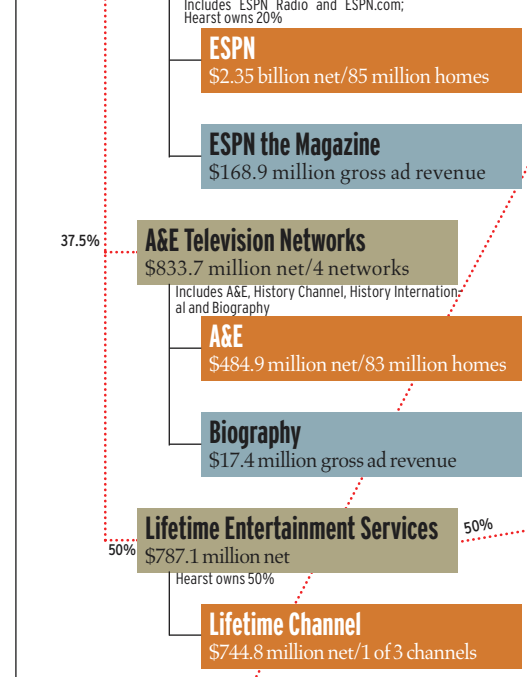 Includes ESPN Radio and ESPN.com;
Hearst owns 20%
ESPN
$2.35 billion net/85 million homes
ESPN the Magazine
$168.9 million gross ad revenue
37.5%
A&E Television Networks
$833.7 million net/4 networks
Includes A&E, History Channel, History Internation-
al and Biography
A&E
$484.9 million net/83 million homes
Biography
$17.4 million gross ad revenue
50%
Lifetime Entertainment Services
$787.1 million net
50%
Hearst owns 50%
Lifetime Channel
$744.8 million net/1 of 3 channels